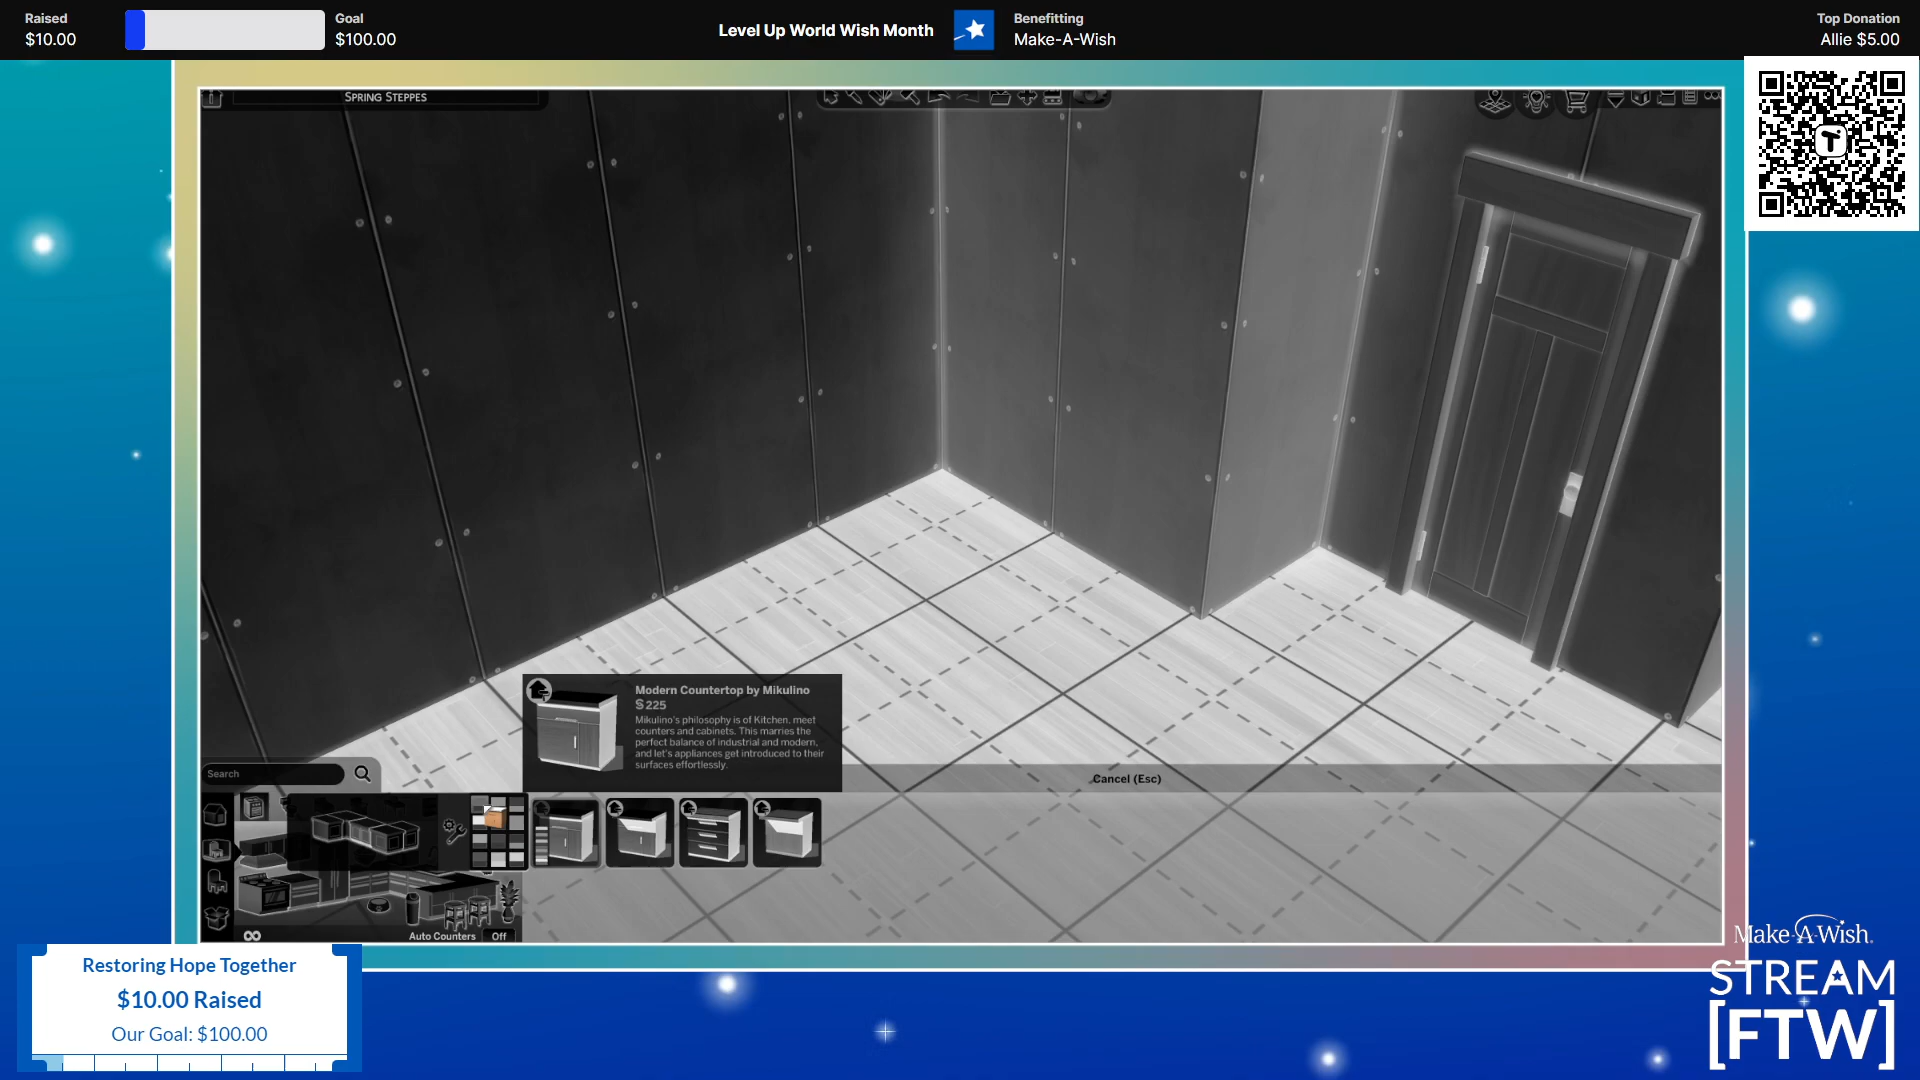 Raised
$10.00
Goal
$100.00
Level Up World Wish Month
Benefitting
Make-A-Wish
Top Donation
Allie $5.00
Spring Steppes
Modern Countertop by Mikulino
§225
Mikulino's philosophy is of Kitchen, meet
counters and cabinets. This marries the
perfect balance of industrial and modern,
and let's appliances get introduced to their
surfaces effortlessly.
Search
Cancel (Esc)
Auto Counters Off
Restoring Hope Together
$10.00 Raised
Our Goal: $100.00
Make-A-Wish.
STREAM
[FTW]